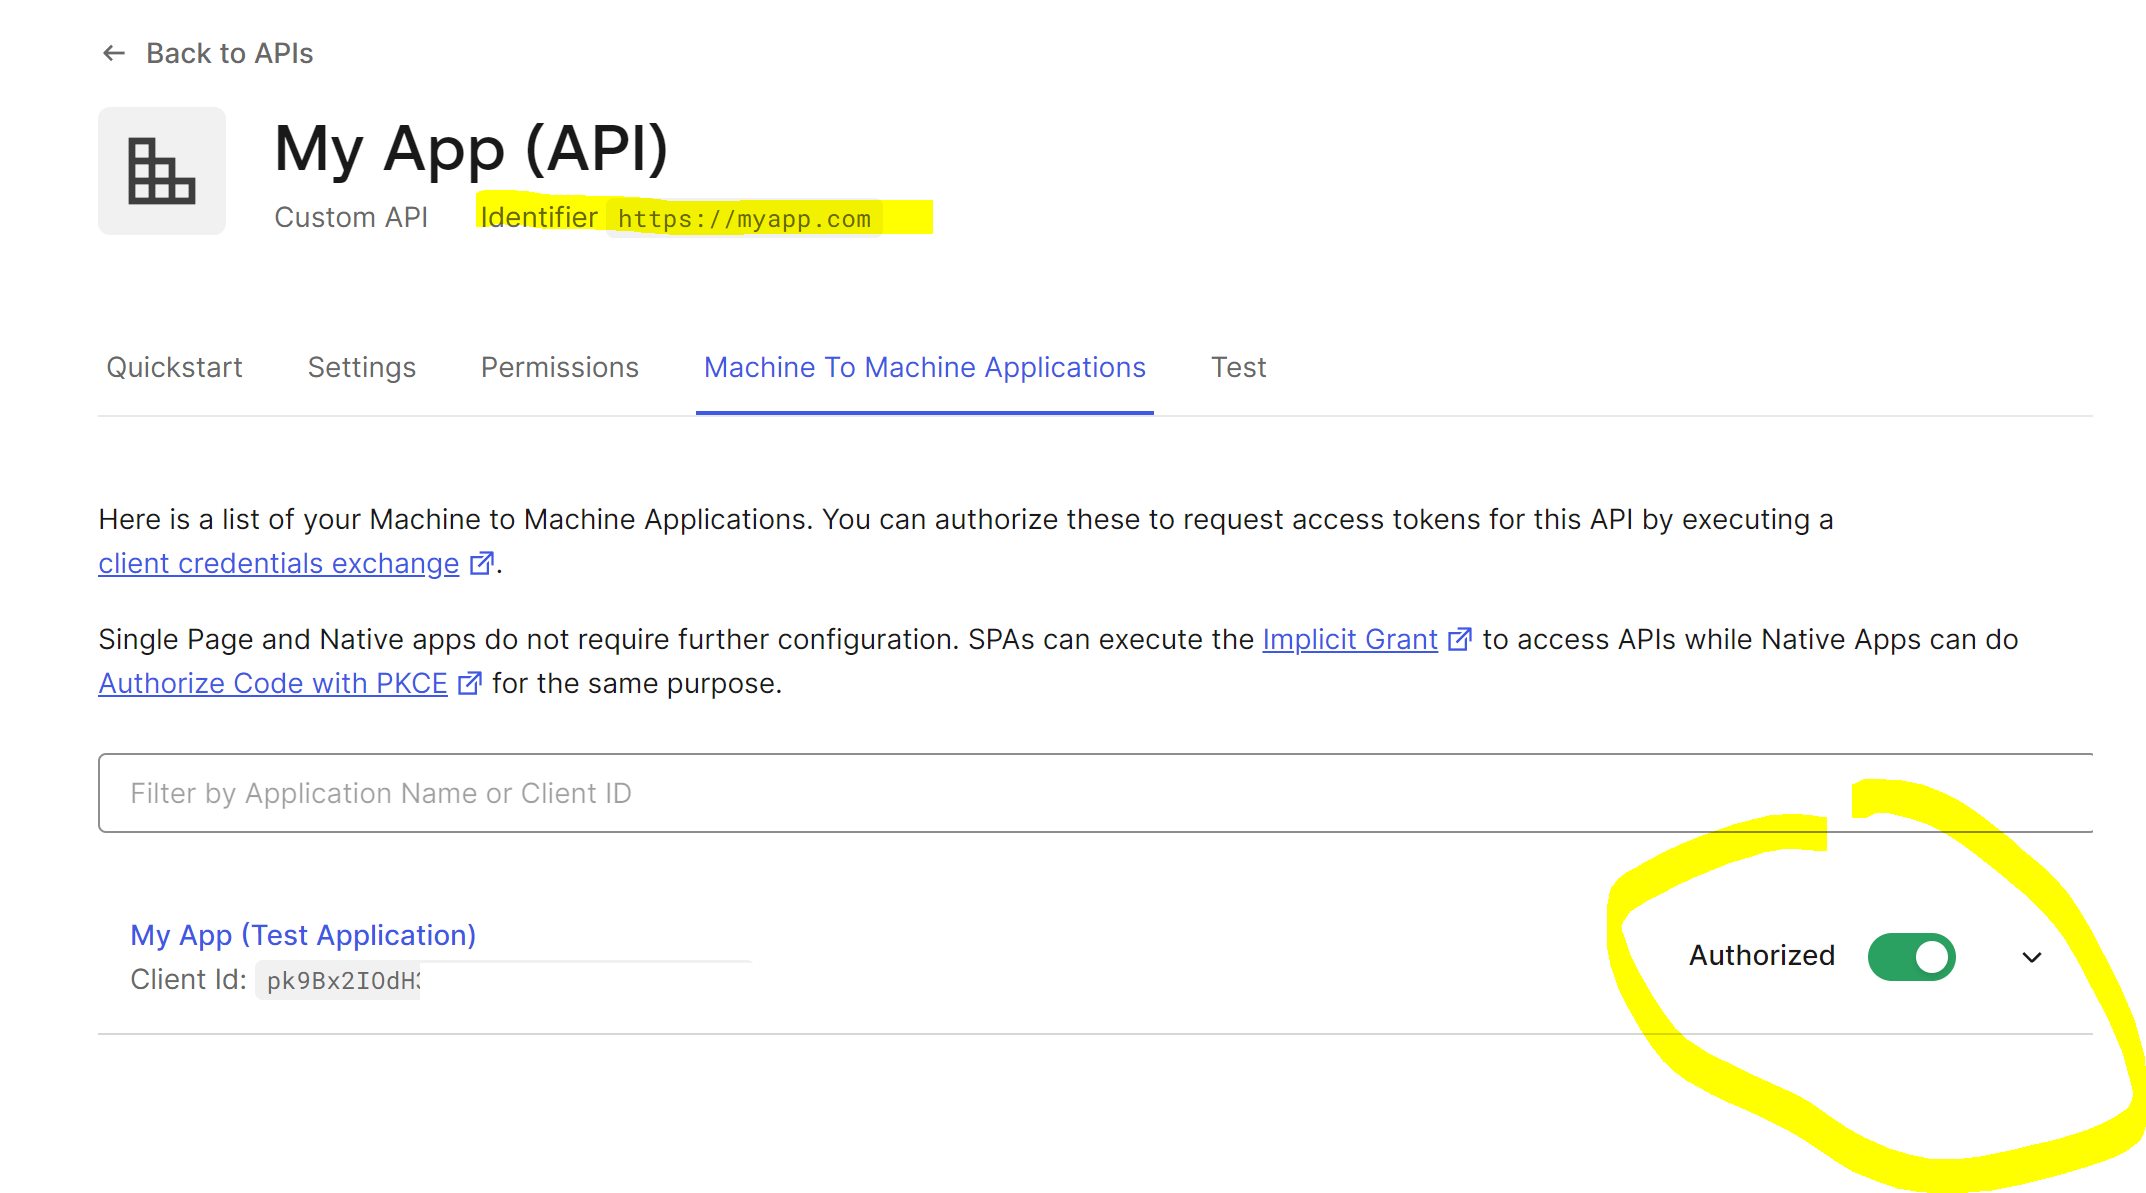 Back to APIs
My App (API)
Custom API Identifier https://myapp.com
Quickstart Settings Permissions Machine To Machine Applications Test
Here is a list of your Machine to Machine Applications. You can authorize these to request access tokens for this API by executing a
client credentials exchange .
Single Page and Native apps do not require further configuration. SPAs can execute the Implicit Grant to access APIs while Native Apps can do
Authorize Code with PKCE for the same purpose.
Filter by Application Name or Client ID
My App (Test Application)
Authorized
Client Id: